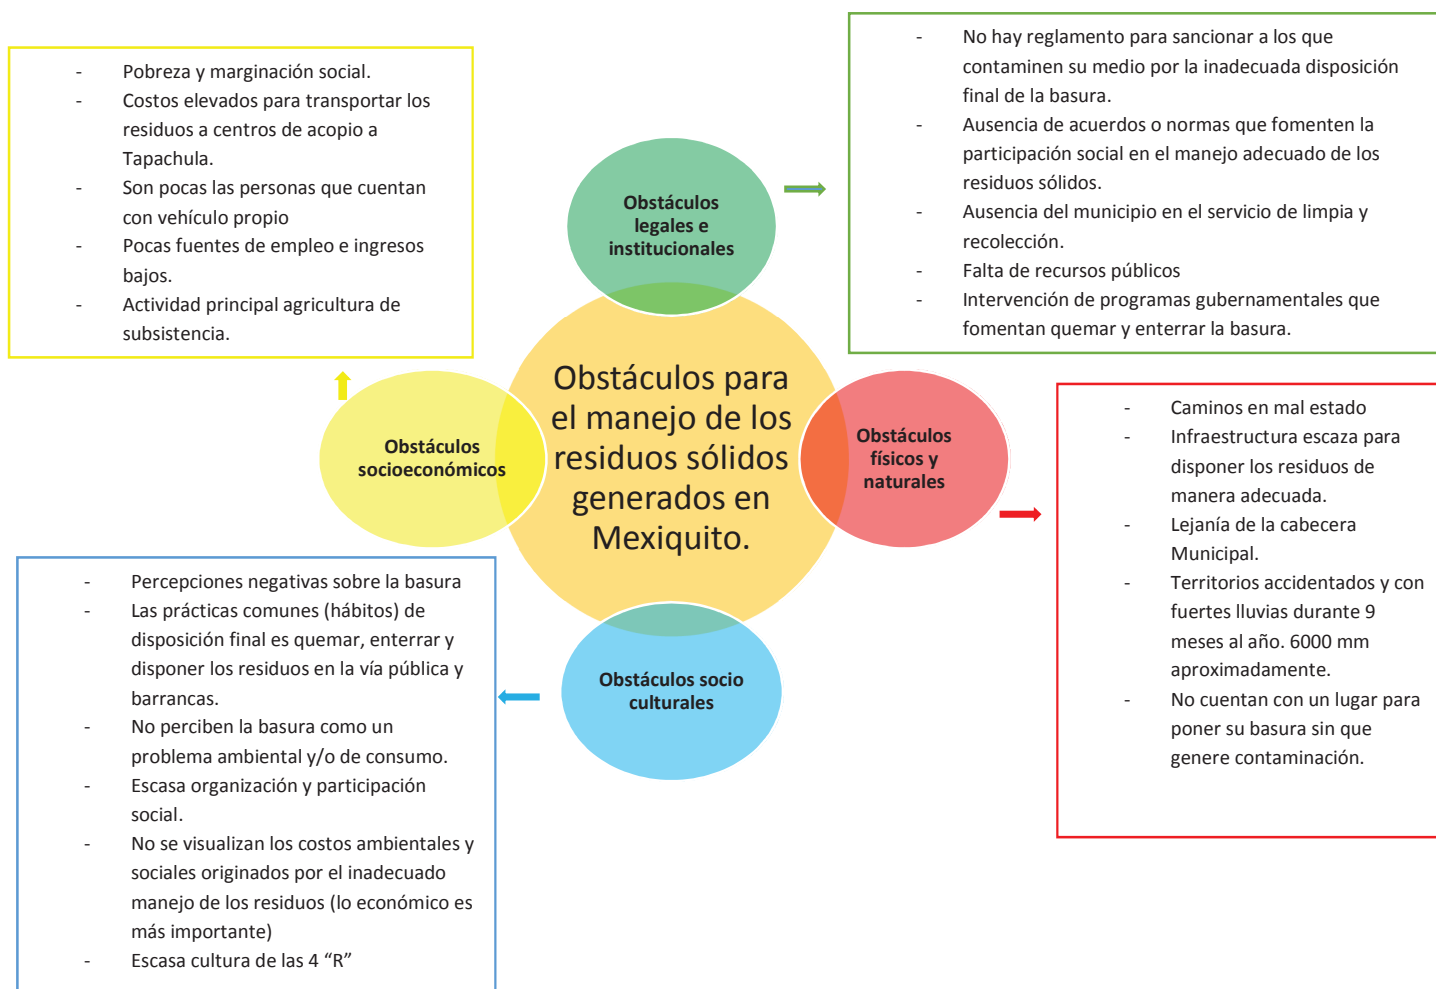 - Pobreza y marginación social.
- Costos elevados para transportar los
residuos a centros de acopio a
Tapachula.
- Son pocas las personas que cuentan
con vehículo propio
- Pocas fuentes de empleo e ingresos
bajos.
- Actividad principal agricultura de
subsistencia.
- No hay reglamento para sancionar a los que
contaminen su medio por la inadecuada disposición
final de la basura.
- Ausencia de acuerdos o normas que fomenten la
participación social en el manejo adecuado de los
residuos sólidos.
- Ausencia del municipio en el servicio de limpia y
recolección.
- Falta de recursos públicos
- Intervención de programas gubernamentales que
fomentan quemar y enterrar la basura.
Obstáculos
legales e
institucionales
Obstáculos
socioeconómicos
Obstáculos para
el manejo de los
residuos sólidos
generados en
Mexiquito.
Obstáculos
físicos y
naturales
- Caminos en mal estado
- Infraestructura escaza para
disponer los residuos de
manera adecuada.
- Lejanía de la cabecera
Municipal.
- Territorios accidentados y con
fuertes lluvias durante 9
meses al año. 6000 mm
aproximadamente.
- No cuentan con un lugar para
poner su basura sin que
genere contaminación.
- Percepciones negativas sobre la basura
- Las prácticas comunes (hábitos) de
disposición final es quemar, enterrar y
disponer los residuos en la vía pública y
barrancas.
- No perciben la basura como un
problema ambiental y/o de consumo.
- Escasa organización y participación
social.
- No se visualizan los costos ambientales y
sociales originados por el inadecuado
manejo de los residuos (lo económico es
más importante)
- Escasa cultura de las 4 “R”
Obstáculos socio
culturales